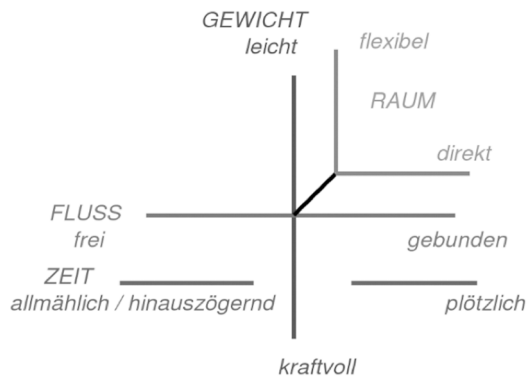 GEWICHT
leicht
flexibel
RAUM
direkt
FLUSS
frei
gebunden
ZEIT
allmählich / hinauszögernd
plötzlich
kraftvoll